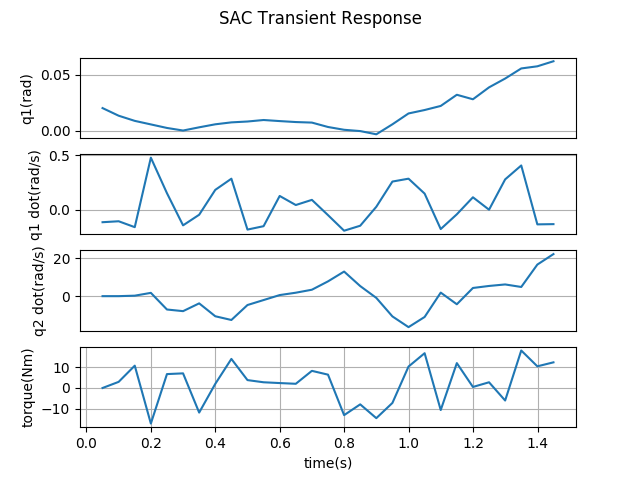 SAC Transient Response
q1(rad)
0.05
0.00
q1 dot(rad/s)
0.5
0.0
q2 dot(rad/s)
20
0
torque(Nm)
10
0
−10
0.0 0.2 0.4 0.6 0.8 1.0 1.2 1.4
time(s)